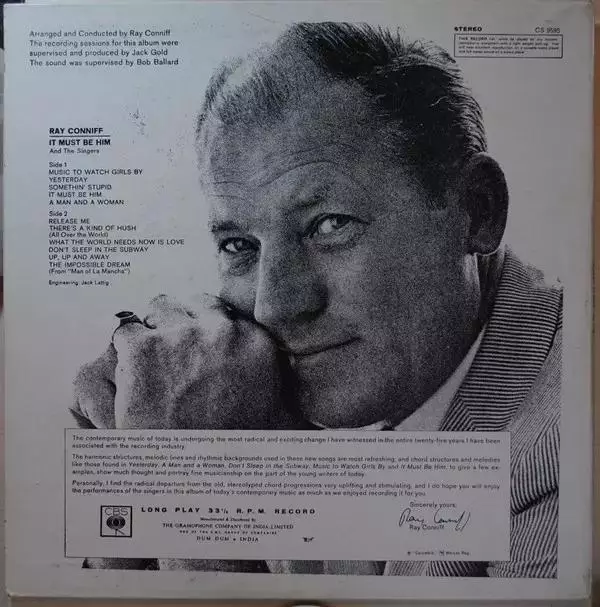 Arranged and Conducted by Ray Conniff
The recording sessions for this album were
supervised and produced by Jack Gold
The sound was supervised by Bob Ballard
STEREO
CS 9595
RAY CONNIFF
IT MUST BE HIM
And The Singers
Side 1
MUSIC TO WATCH GIRLS BY
YESTERDAY
SOMETHIN' STUPID
IT MUST BE HIM
A MAN AND A WOMAN
Side 2
RELEASE ME
THERE'S A KIND OF HUSH
(All Over the World)
WHAT THE WORLD NEEDS NOW IS LOVE
DON'T SLEEP IN THE SUBWAY
UP, UP AND AWAY
THE IMPOSSIBLE DREAM
(From "Man of La Mancha")
Engineering: Jack Lattig
The contemporary music of today is undergoing the most radical and exciting change I have witnessed in the entire twenty-five years I have been
associated with the recording industry.
The harmonic structures, melodic lines and rhythmic backgrounds used in these new songs are most refreshing, and chord structures and melodies
like those found in Yesterday, A Man and a Woman, Don't Sleep in the Subway, Music to Watch Girls By and It Must Be Him, to give a few ex-
amples, show much thought and portray fine musicianship on the part of the young writers of today.
Personally, I find the radical departure from the old, stereotyped chord progressions very uplifting and stimulating, and I do hope you will enjoy
the performances of the singers in this album of today's contemporary music as much as we enjoyed recording it for you.
Sincerely yours,
Ray Conniff
Ray Conniff
CBS
LONG PLAY 33⅓ R.P.M. RECORD
Manufactured & Distributed By
THE GRAMOPHONE COMPANY OF INDIA LIMITED
ONE OF THE E.M.I. GROUP OF COMPANIES
DUM DUM • INDIA